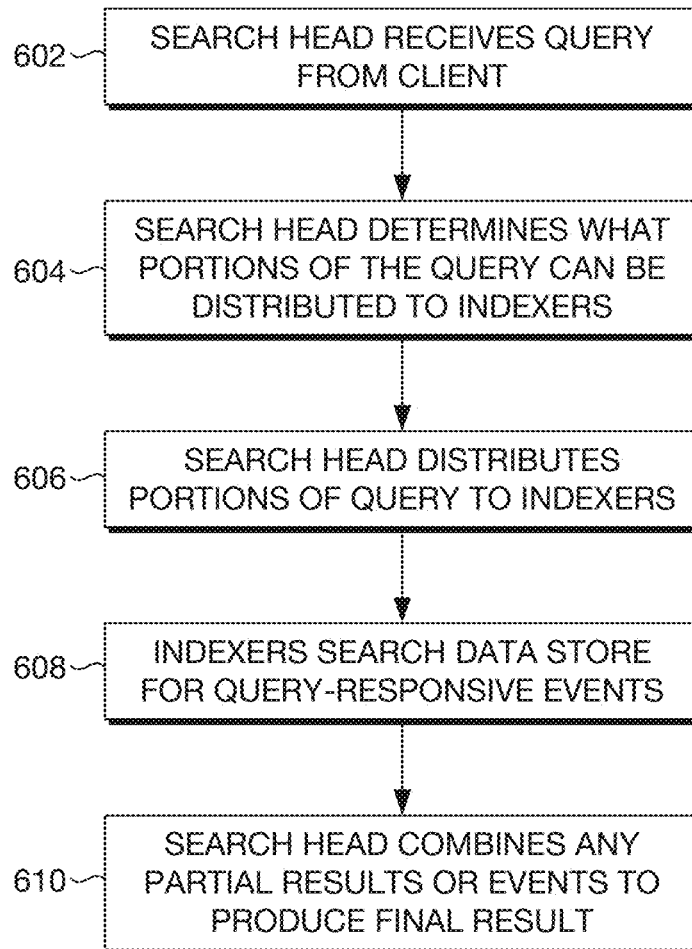 602
SEARCH HEAD RECEIVES QUERY
FROM CLIENT
604
SEARCH HEAD DETERMINES WHAT
PORTIONS OF THE QUERY CAN BE
DISTRIBUTED TO INDEXERS
606
SEARCH HEAD DISTRIBUTES
PORTIONS OF QUERY TO INDEXERS
608
INDEXERS SEARCH DATA STORE
FOR QUERY-RESPONSIVE EVENTS
610
SEARCH HEAD COMBINES ANY
PARTIAL RESULTS OR EVENTS TO
PRODUCE FINAL RESULT